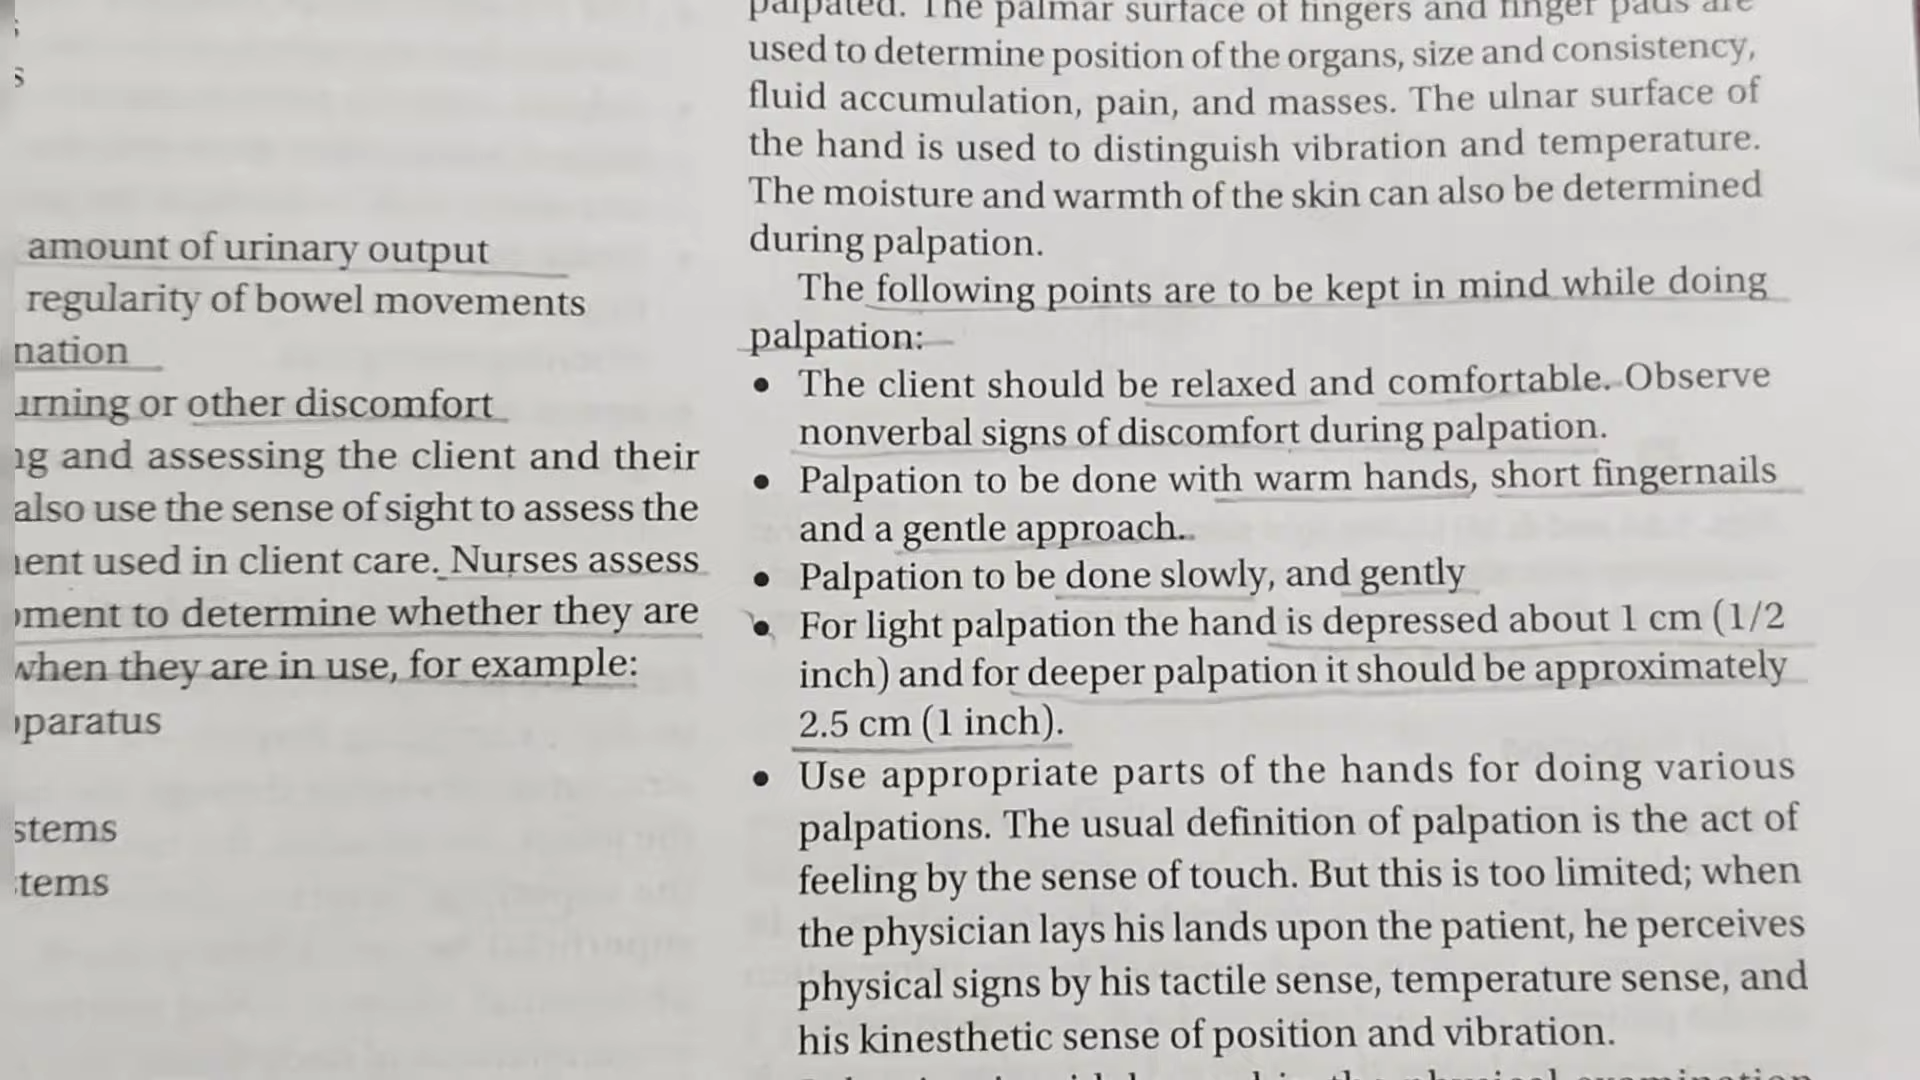 amount of urinary output
regularity of bowel movements
nation
or other discomfort
and assessing the client and their
also use the sense of sight to assess the
used in client care. Nurses assess
to determine whether they are
when they are in use, for example:
stems
tems
palpated. The palmar surface of fingers and finger pads are
used to determine position of the organs, size and consistency,
fluid accumulation, pain, and masses. The ulnar surface of
the hand is used to distinguish vibration and temperature.
The moisture and warmth of the skin can also be determined
during palpation.
The following points are to be kept in mind while doing
palpation:
• The client should be relaxed and comfortable. Observe
nonverbal signs of discomfort during palpation.
• Palpation to be done with warm hands, short fingernails
and a gentle approach.
• Palpation to be done slowly, and gently
• For light palpation the hand is depressed about 1 cm (1/2
inch) and for deeper palpation it should be approximately
2.5 cm (1 inch).
• Use appropriate parts of the hands for doing various
palpations. The usual definition of palpation is the act of
feeling by the sense of touch. But this is too limited; when
the physician lays his lands upon the patient, he perceives
physical signs by his tactile sense, temperature sense, and
his kinesthetic sense of position and vibration.